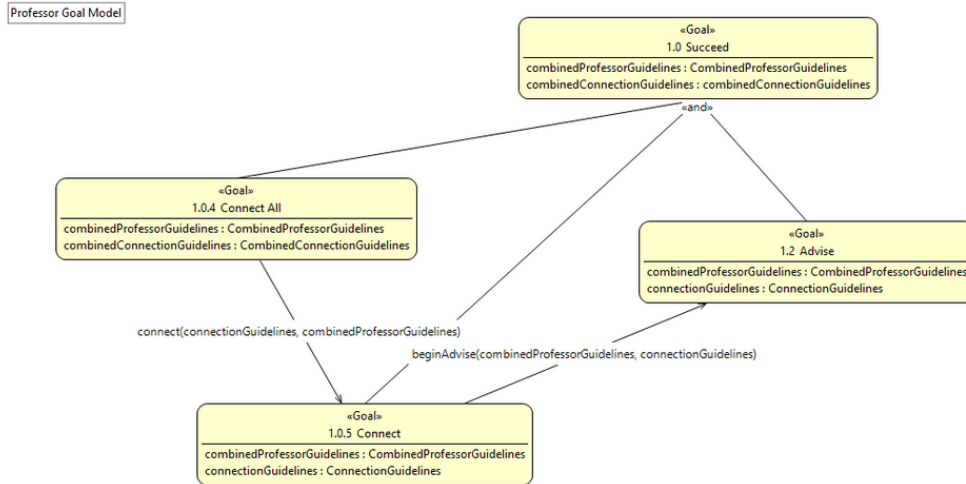 Professor Goal Model
«Goal»
1.0 Succeed
combinedProfessorGuidelines : CombinedProfessorGuidelines
combinedConnectionGuidelines : combinedConnectionGuidelines
«and»
«Goal»
1.0.4 Connect All
combinedProfessorGuidelines : CombinedProfessorGuidelines
combinedConnectionGuidelines : CombinedConnectionGuidelines
«Goal»
1.2 Advise
combinedProfessorGuidelines : CombinedProfessorGuidelines
connectionGuidelines : ConnectionGuidelines
connect(connectionGuidelines, combinedProfessorGuidelines)
beginAdvise(combinedProfessorGuidelines, connectionGuidelines)
«Goal»
1.0.5 Connect
combinedProfessorGuidelines : CombinedProfessorGuidelines
connectionGuidelines : ConnectionGuidelines